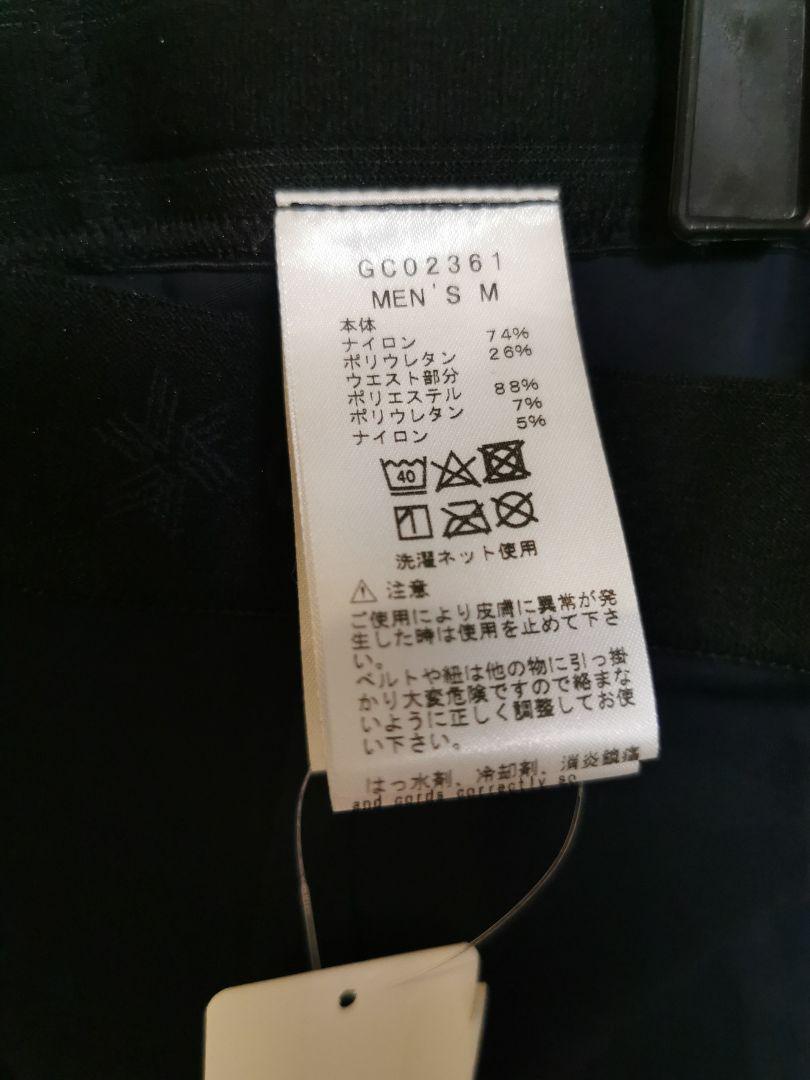 GC02361
MEN'S M
本体
ナイロン 74%
ポリウレタン 26%
ウエスト部分
ポリエステル 88%
ポリウレタン 7%
ナイロン 5%
40
洗濯ネット使用
注意
ご使用により皮膚に異常が発
生した時は使用を止めて下さ
い。
ベルトや紐は他の物に引っ掛
かり大変危険ですので絡まな
いように正しく調整してお使
い下さい。
はっ水剤、冷却剤、消炎鎮痛
and cords correctly so